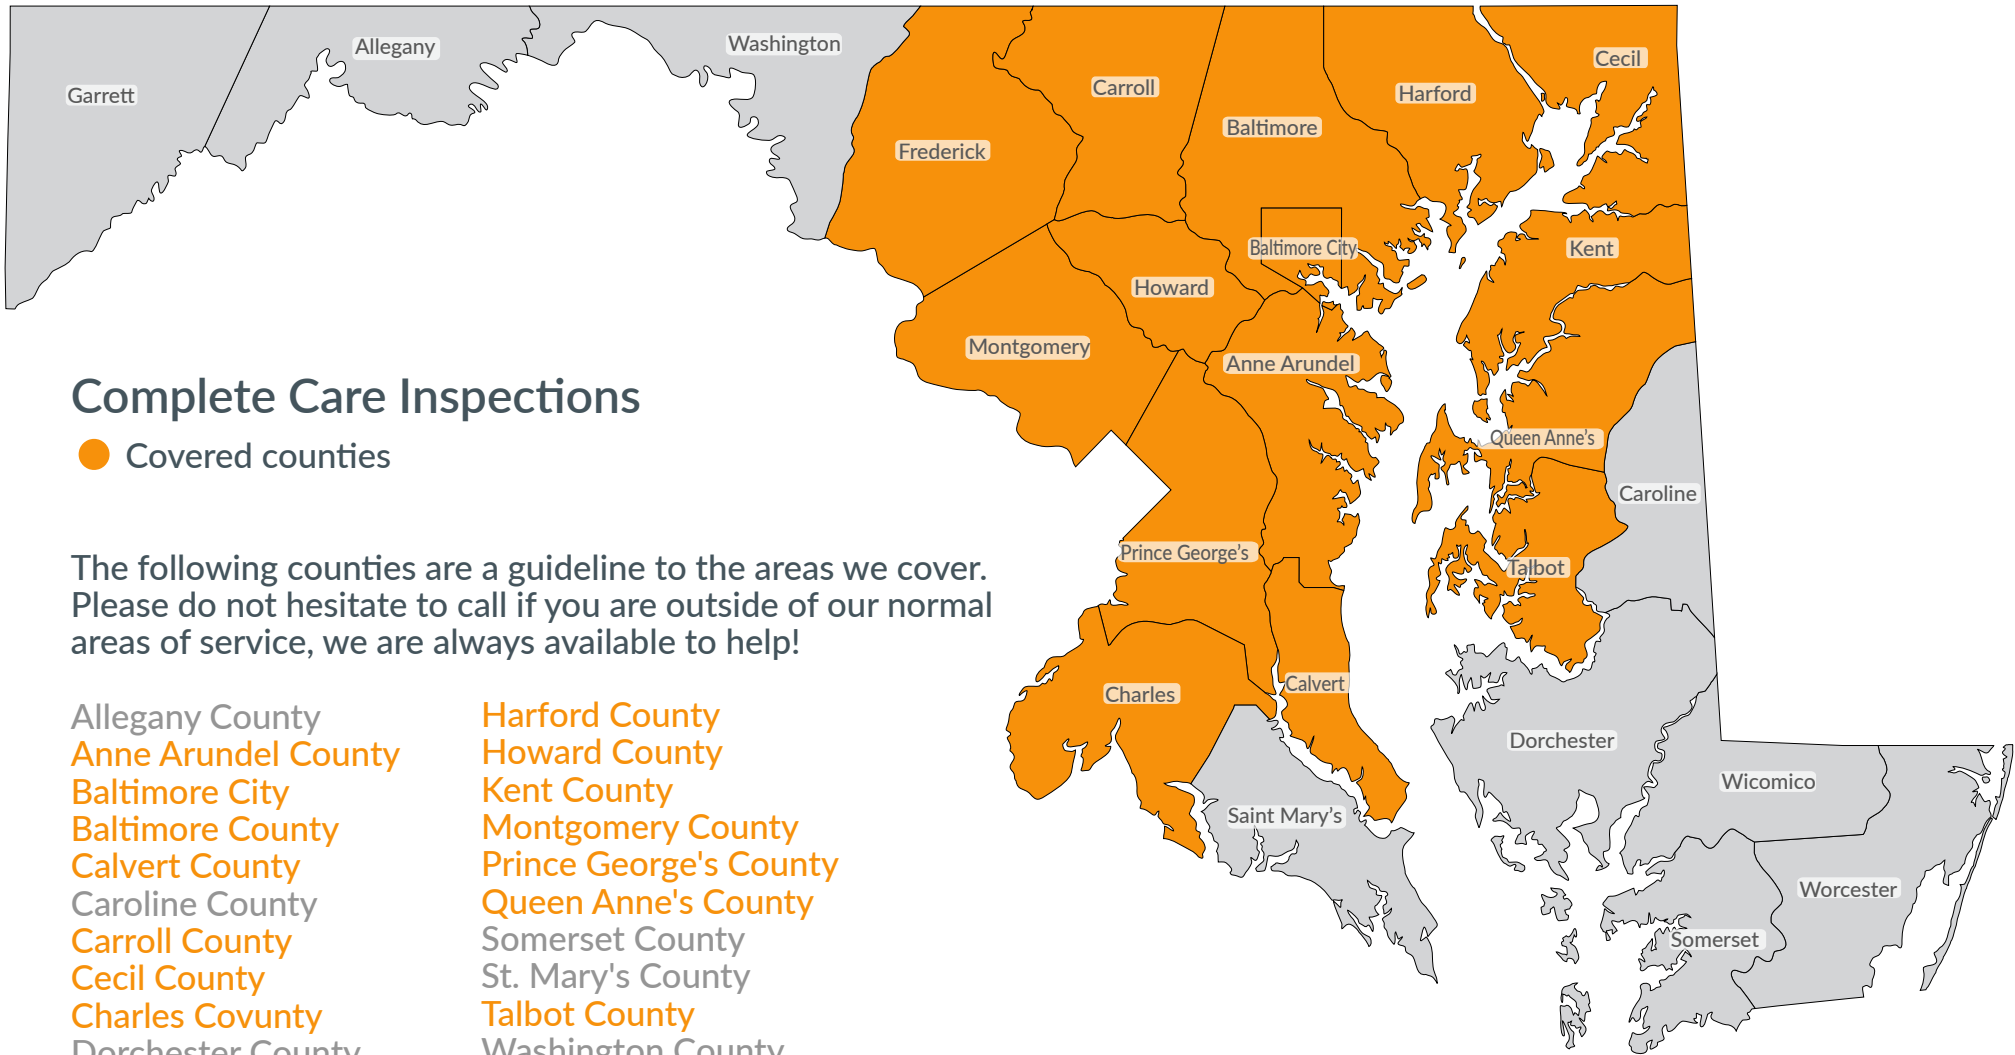 Garrett
Allegany
Washington
Frederick
Carroll
Baltimore
Harford
Cecil
Baltimore City
Kent
Howard
Montgomery
Anne Arundel
Queen Anne's
Caroline
Prince George's
Talbot
Charles
Calvert
Dorchester
Wicomico
Saint Mary's
Worcester
Somerset
Complete Care Inspections
Covered counties
The following counties are a guideline to the areas we cover.
Please do not hesitate to call if you are outside of our normal
areas of service, we are always available to help!
Allegany County
Anne Arundel County
Baltimore City
Baltimore County
Calvert County
Caroline County
Carroll County
Cecil County
Charles Covunty
Dorchester County
Harford County
Howard County
Kent County
Montgomery County
Prince George's County
Queen Anne's County
Somerset County
St. Mary's County
Talbot County
Washington County